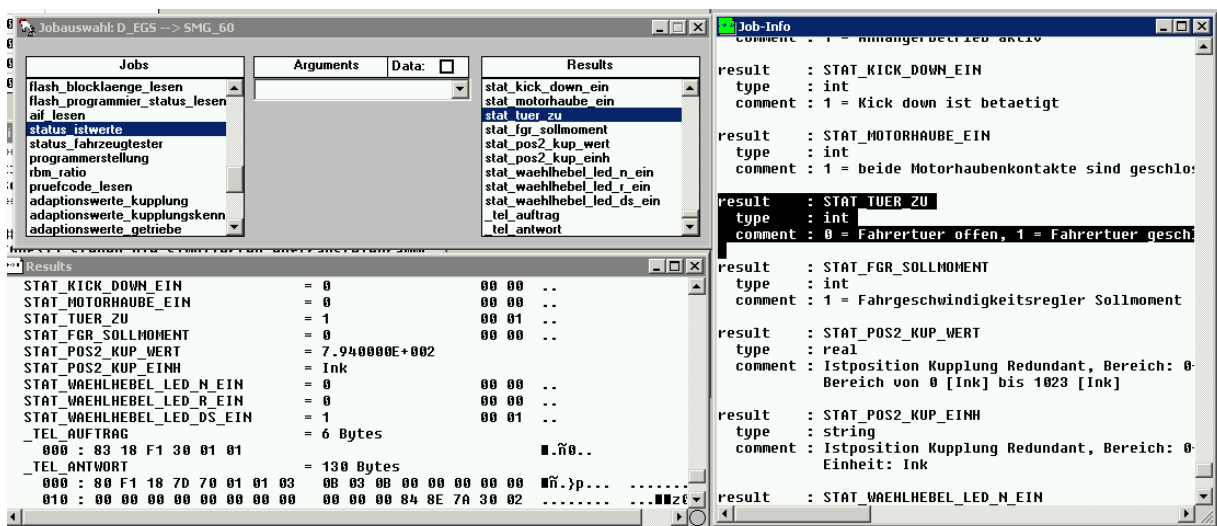 Jobauswahl: D_EGS --> SMG_60
Jobs
Arguments
Data:
Results
flash_blocklaenge_lesen
flash_programmier_status_lesen
aif_lesen
status_istwerte
status_fahrzeugtester
programmerstellung
rbm_ratio
pruefcode_lesen
adaptionswerte_kupplung
adaptionswerte_kupplungskenn
adaptionswerte_getriebe
stat_kick_down_ein
stat_motorhaube_ein
stat_tuer_zu
stat_fgr_sollmoment
stat_pos2_kup_wert
stat_pos2_kup_einh
stat_waehlhebel_led_n_ein
stat_waehlhebel_led_r_ein
stat_waehlhebel_led_ds_ein
_tel_auftrag
_tel_antwort
Results
STAT_KICK_DOWN_EIN = 0 00 00 ..
STAT_MOTORHAUBE_EIN = 0 00 00 ..
STAT_TUER_ZU = 1 00 01 ..
STAT_FGR_SOLLMOMENT = 0 00 00 ..
STAT_POS2_KUP_WERT = 7.940000E+002
STAT_POS2_KUP_EINH = Ink
STAT_WAEHLHEBEL_LED_N_EIN = 0 00 00 ..
STAT_WAEHLHEBEL_LED_R_EIN = 0 00 00 ..
STAT_WAEHLHEBEL_LED_DS_EIN = 1 00 01 ..
_TEL_AUFTRAG = 6 Bytes
000 : 83 18 F1 30 01 01 ■.ñ0..
_TEL_ANTWORT = 130 Bytes
000 : 80 F1 18 7D 70 01 01 03 0B 03 0B 00 00 00 00 00 ■ñ.}p... ........
010 : 00 00 00 00 00 00 00 00 00 00 00 84 8E 7A 30 02 ........ ...■■z0
Job-Info
comment : 1 = Anhängerbetrieb aktiv
result : STAT_KICK_DOWN_EIN
type : int
comment : 1 = Kick down ist betaetigt
result : STAT_MOTORHAUBE_EIN
type : int
comment : 1 = beide Motorhaubenkontakte sind geschlos
result : STAT_TUER_ZU
type : int
comment : 0 = Fahrertuer offen, 1 = Fahrertuer geschl
result : STAT_FGR_SOLLMOMENT
type : int
comment : 1 = Fahrgeschwindigkeitsregler Sollmoment
result : STAT_POS2_KUP_WERT
type : real
comment : Istposition Kupplung Redundant, Bereich: 0-
Bereich von 0 [Ink] bis 1023 [Ink]
result : STAT_POS2_KUP_EINH
type : string
comment : Istposition Kupplung Redundant, Bereich: 0-
Einheit: Ink
result : STAT_WAEHLHEBEL_LED_N_EIN